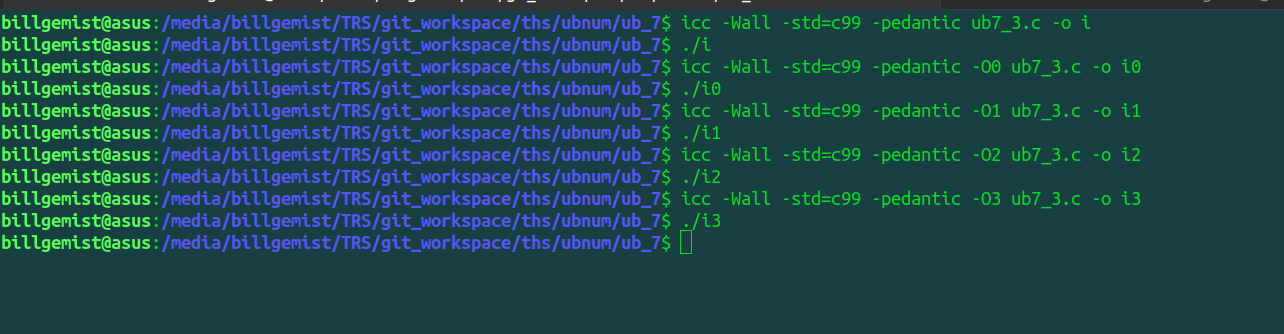 billgemist@asus:/media/billgemist/TRS/git_workspace/ths/ubnum/ub_7$ icc -Wall -std=c99 -pedantic ub7_3.c -o i
billgemist@asus:/media/billgemist/TRS/git_workspace/ths/ubnum/ub_7$ ./i
billgemist@asus:/media/billgemist/TRS/git_workspace/ths/ubnum/ub_7$ icc -Wall -std=c99 -pedantic -O0 ub7_3.c -o i0
billgemist@asus:/media/billgemist/TRS/git_workspace/ths/ubnum/ub_7$ ./i0
billgemist@asus:/media/billgemist/TRS/git_workspace/ths/ubnum/ub_7$ icc -Wall -std=c99 -pedantic -O1 ub7_3.c -o i1
billgemist@asus:/media/billgemist/TRS/git_workspace/ths/ubnum/ub_7$ ./i1
billgemist@asus:/media/billgemist/TRS/git_workspace/ths/ubnum/ub_7$ icc -Wall -std=c99 -pedantic -O2 ub7_3.c -o i2
billgemist@asus:/media/billgemist/TRS/git_workspace/ths/ubnum/ub_7$ ./i2
billgemist@asus:/media/billgemist/TRS/git_workspace/ths/ubnum/ub_7$ icc -Wall -std=c99 -pedantic -O3 ub7_3.c -o i3
billgemist@asus:/media/billgemist/TRS/git_workspace/ths/ubnum/ub_7$ ./i3
billgemist@asus:/media/billgemist/TRS/git_workspace/ths/ubnum/ub_7$